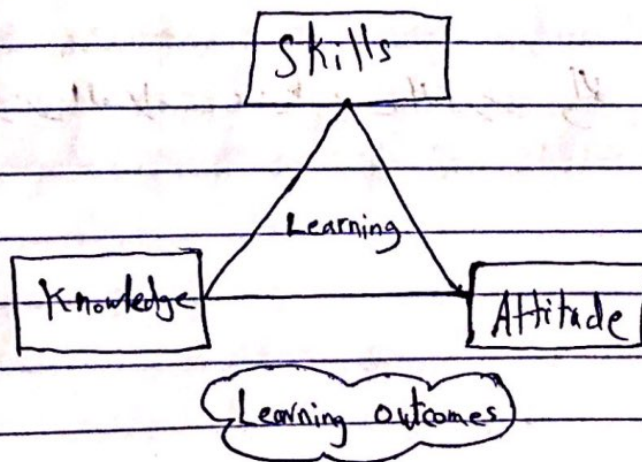 Skills
Learning
Knowledge
Attitude
Learning outcomes